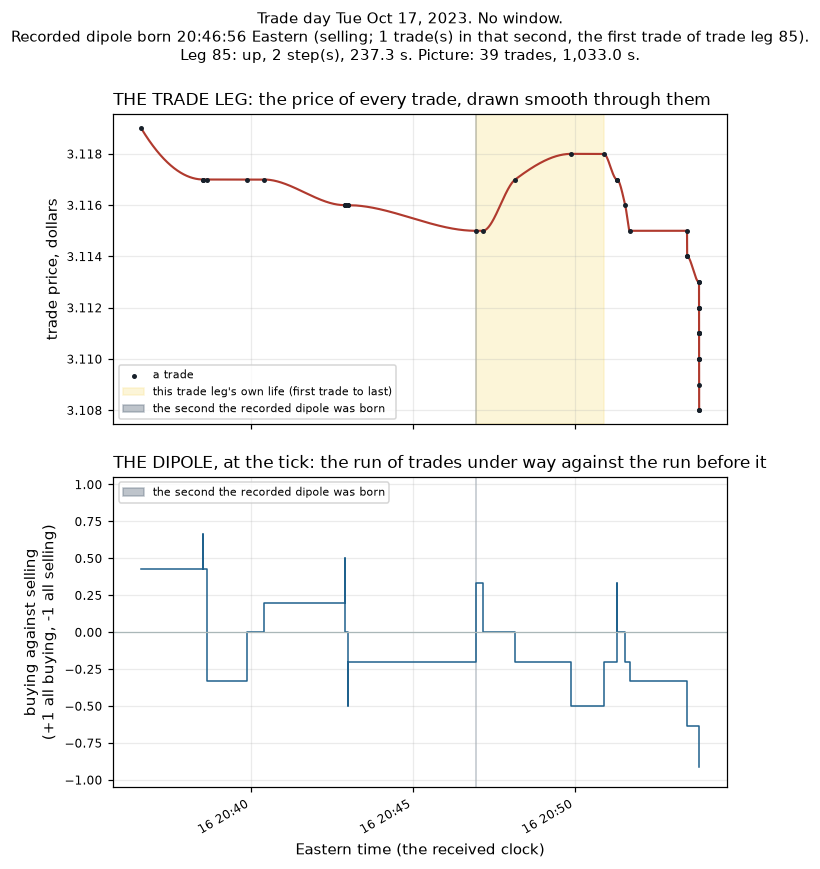 Trade day Tue Oct 17, 2023. No window.
Recorded dipole born 20:46:56 Eastern (selling; 1 trade(s) in that second, the first trade of trade leg 85).
Leg 85: up, 2 step(s), 237.3 s. Picture: 39 trades, 1,033.0 s.
THE TRADE LEG: the price of every trade, drawn smooth through them
trade price, dollars
3.118
3.116
3.114
3.112
3.110
3.108
a trade
this trade leg's own life (first trade to last)
the second the recorded dipole was born
THE DIPOLE, at the tick: the run of trades under way against the run before it
buying against selling
(+1 all buying, -1 all selling)
1.00
0.75
0.50
0.25
0.00
−0.25
−0.50
−0.75
−1.00
the second the recorded dipole was born
16 20:40
16 20:45
16 20:50
Eastern time (the received clock)